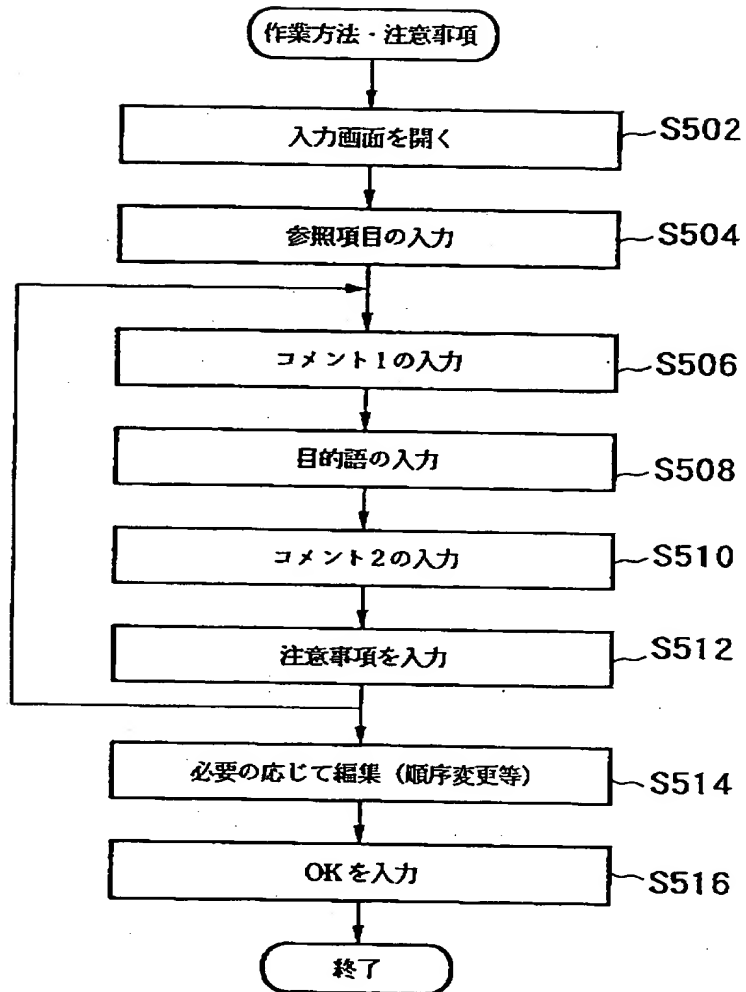 作業方法・注意事項
入力画面を開く
S502
参照項目の入力
S504
コメント1の入力
S506
目的語の入力
S508
コメント2の入力
S510
注意事項を入力
S512
必要の応じて編集（順序変更等）
S514
OKを入力
S516
終了